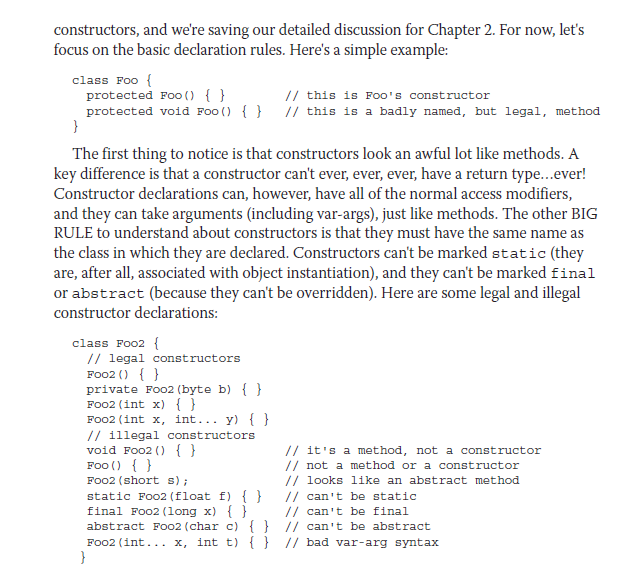 constructors, and we're saving our detailed discussion for Chapter 2. For now, let's
focus on the basic declaration rules. Here's a simple example:
class Foo {
protected Foo() { } // this is Foo's constructor
protected void Foo() { } // this is a badly named, but legal, method
}
The first thing to notice is that constructors look an awful lot like methods. A
key difference is that a constructor can't ever, ever, ever, have a return type…ever!
Constructor declarations can, however, have all of the normal access modifiers,
and they can take arguments (including var-args), just like methods. The other BIG
RULE to understand about constructors is that they must have the same name as
the class in which they are declared. Constructors can't be marked static (they
are, after all, associated with object instantiation), and they can't be marked final
or abstract (because they can't be overridden). Here are some legal and illegal
constructor declarations:
class Foo2 {
// legal constructors
Foo2() { }
private Foo2(byte b) { }
Foo2(int x) { }
Foo2(int x, int... y) { }
// illegal constructors
void Foo2() { } // it's a method, not a constructor
Foo() { } // not a method or a constructor
Foo2(short s); // looks like an abstract method
static Foo2(float f) { } // can't be static
final Foo2(long x) { } // can't be final
abstract Foo2(char c) { } // can't be abstract
Foo2(int... x, int t) { } // bad var-arg syntax
}